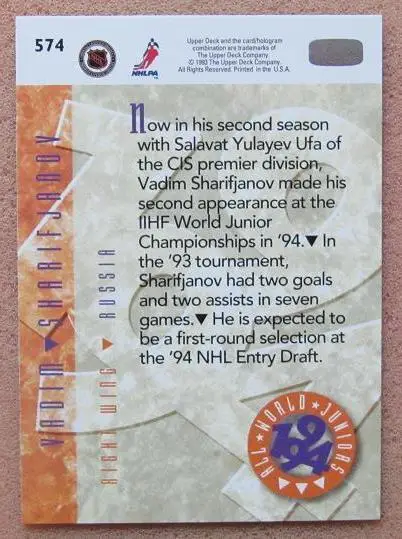 574
NHLPA
Upper Deck and the card/hologram
combination are trademarks of
The Upper Deck Company.
© 1993 The Upper Deck Company.
All Rights Reserved. Printed in the U.S.A.
Now in his second season
with Salavat Yulayev Ufa of
the CIS premier division,
Vadim Sharifjanov made his
second appearance at the
IIHF World Junior
Championships in '94.▼ In
the '93 tournament,
Sharifjanov had two goals
and two assists in seven
games.▼ He is expected to
be a first-round selection at
the '94 NHL Entry Draft.
VADIM ▼ SHARIFJANOV
RIGHT WING ▼ RUSSIA
ALL ▼ WORLD ▼ JUNIORS
1994